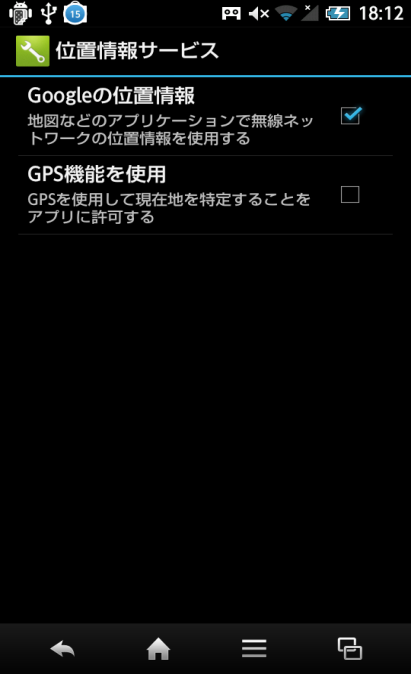 15 18:12
位置情報サービス
Googleの位置情報
地図などのアプリケーションで無線ネッ
トワークの位置情報を使用する
GPS機能を使用
GPSを使用して現在地を特定することを
アプリに許可する